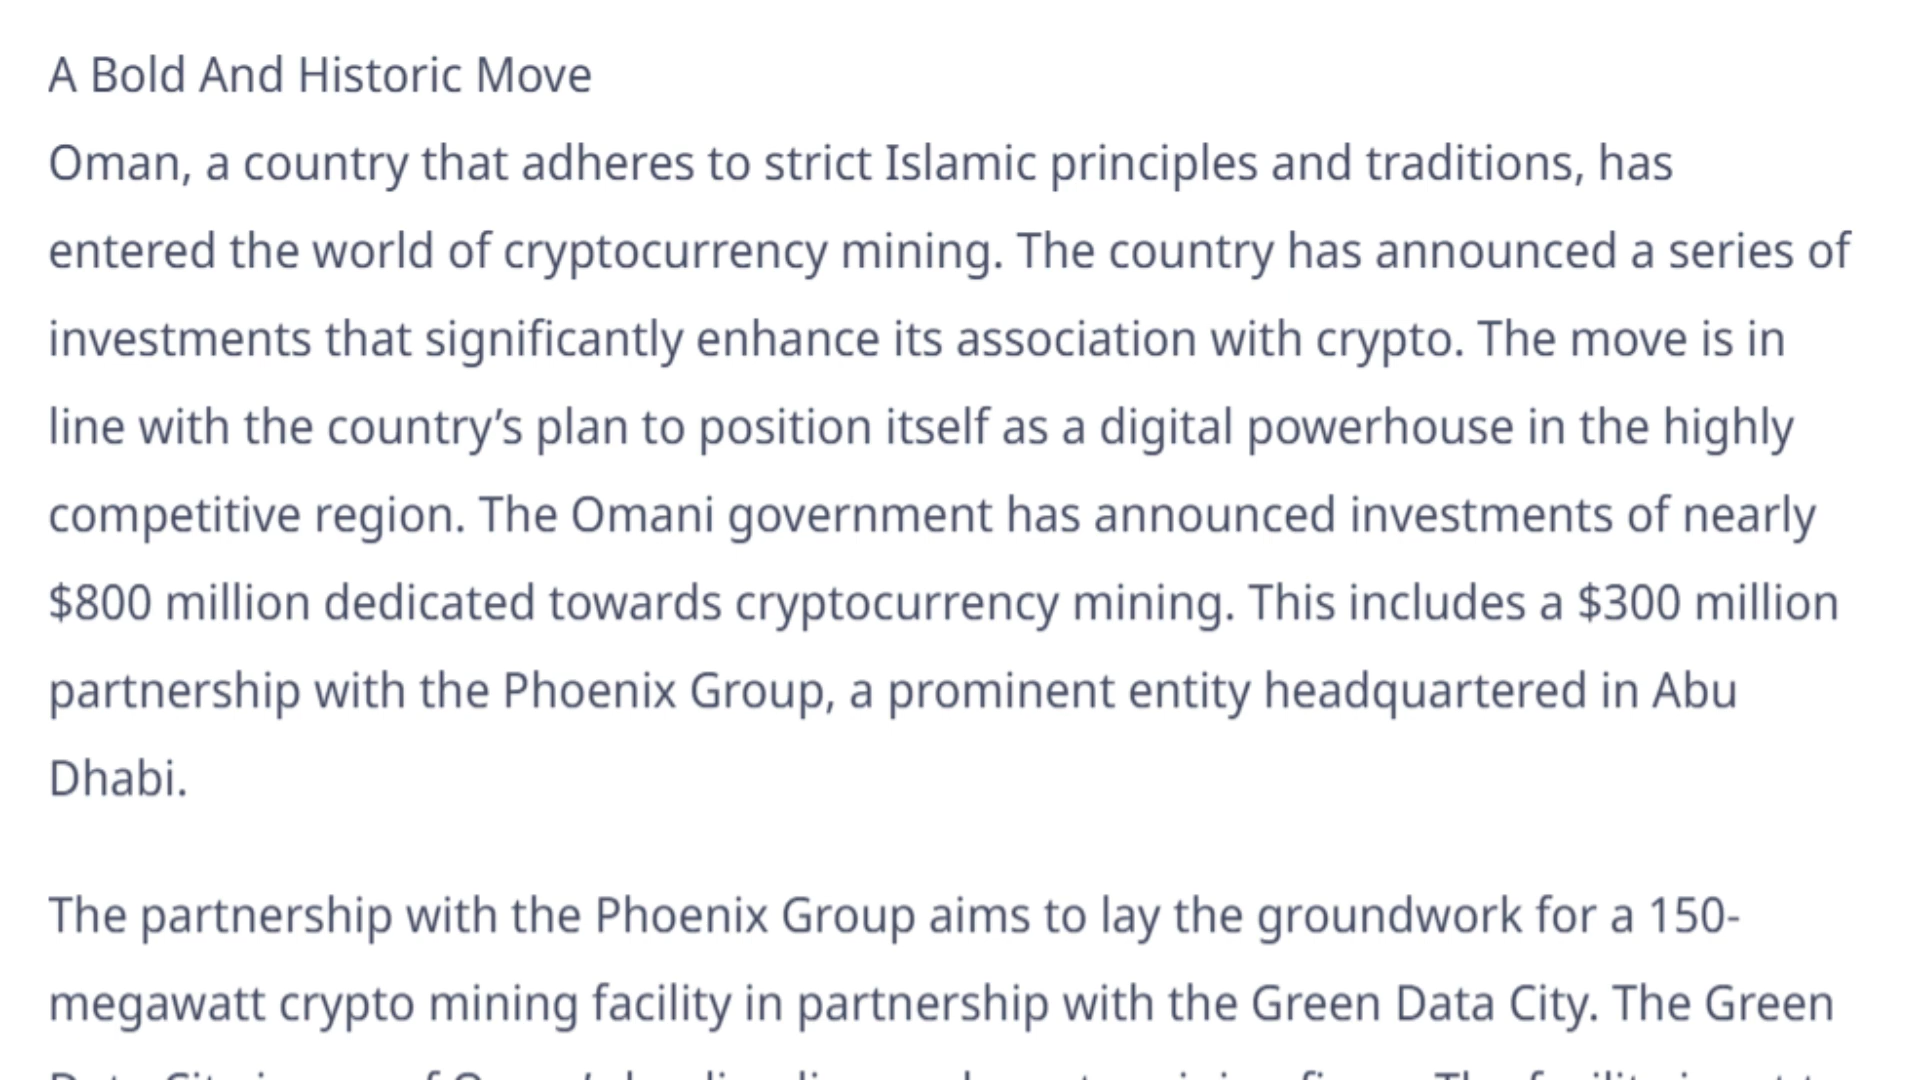 A Bold And Historic Move
Oman, a country that adheres to strict Islamic principles and traditions, has
entered the world of cryptocurrency mining. The country has announced a series of
investments that significantly enhance its association with crypto. The move is in
line with the country’s plan to position itself as a digital powerhouse in the highly
competitive region. The Omani government has announced investments of nearly
$800 million dedicated towards cryptocurrency mining. This includes a $300 million
partnership with the Phoenix Group, a prominent entity headquartered in Abu
Dhabi.
The partnership with the Phoenix Group aims to lay the groundwork for a 150-
megawatt crypto mining facility in partnership with the Green Data City. The Green